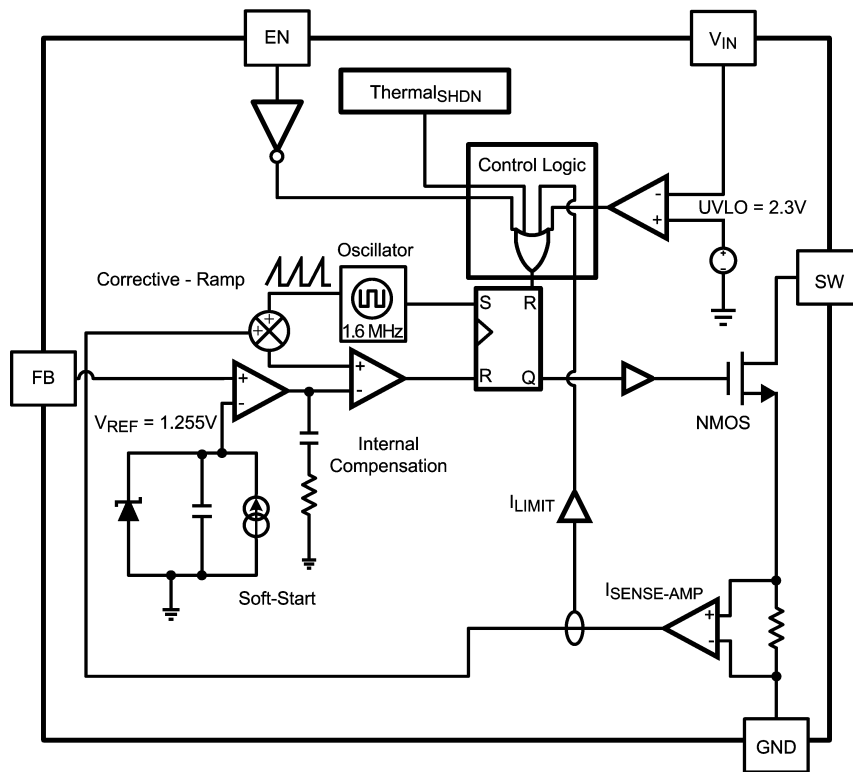 EN
V_IN
Thermal_SHDN
Control Logic
-
+
UVLO = 2.3V
+
-
Oscillator
Corrective - Ramp
1.6 MHz
+
+
S
R
SW
FB
+
-
+
-
R
Q
V_REF = 1.255V
NMOS
Internal
Compensation
I_LIMIT
Soft-Start
I_SENSE-AMP
+
-
GND